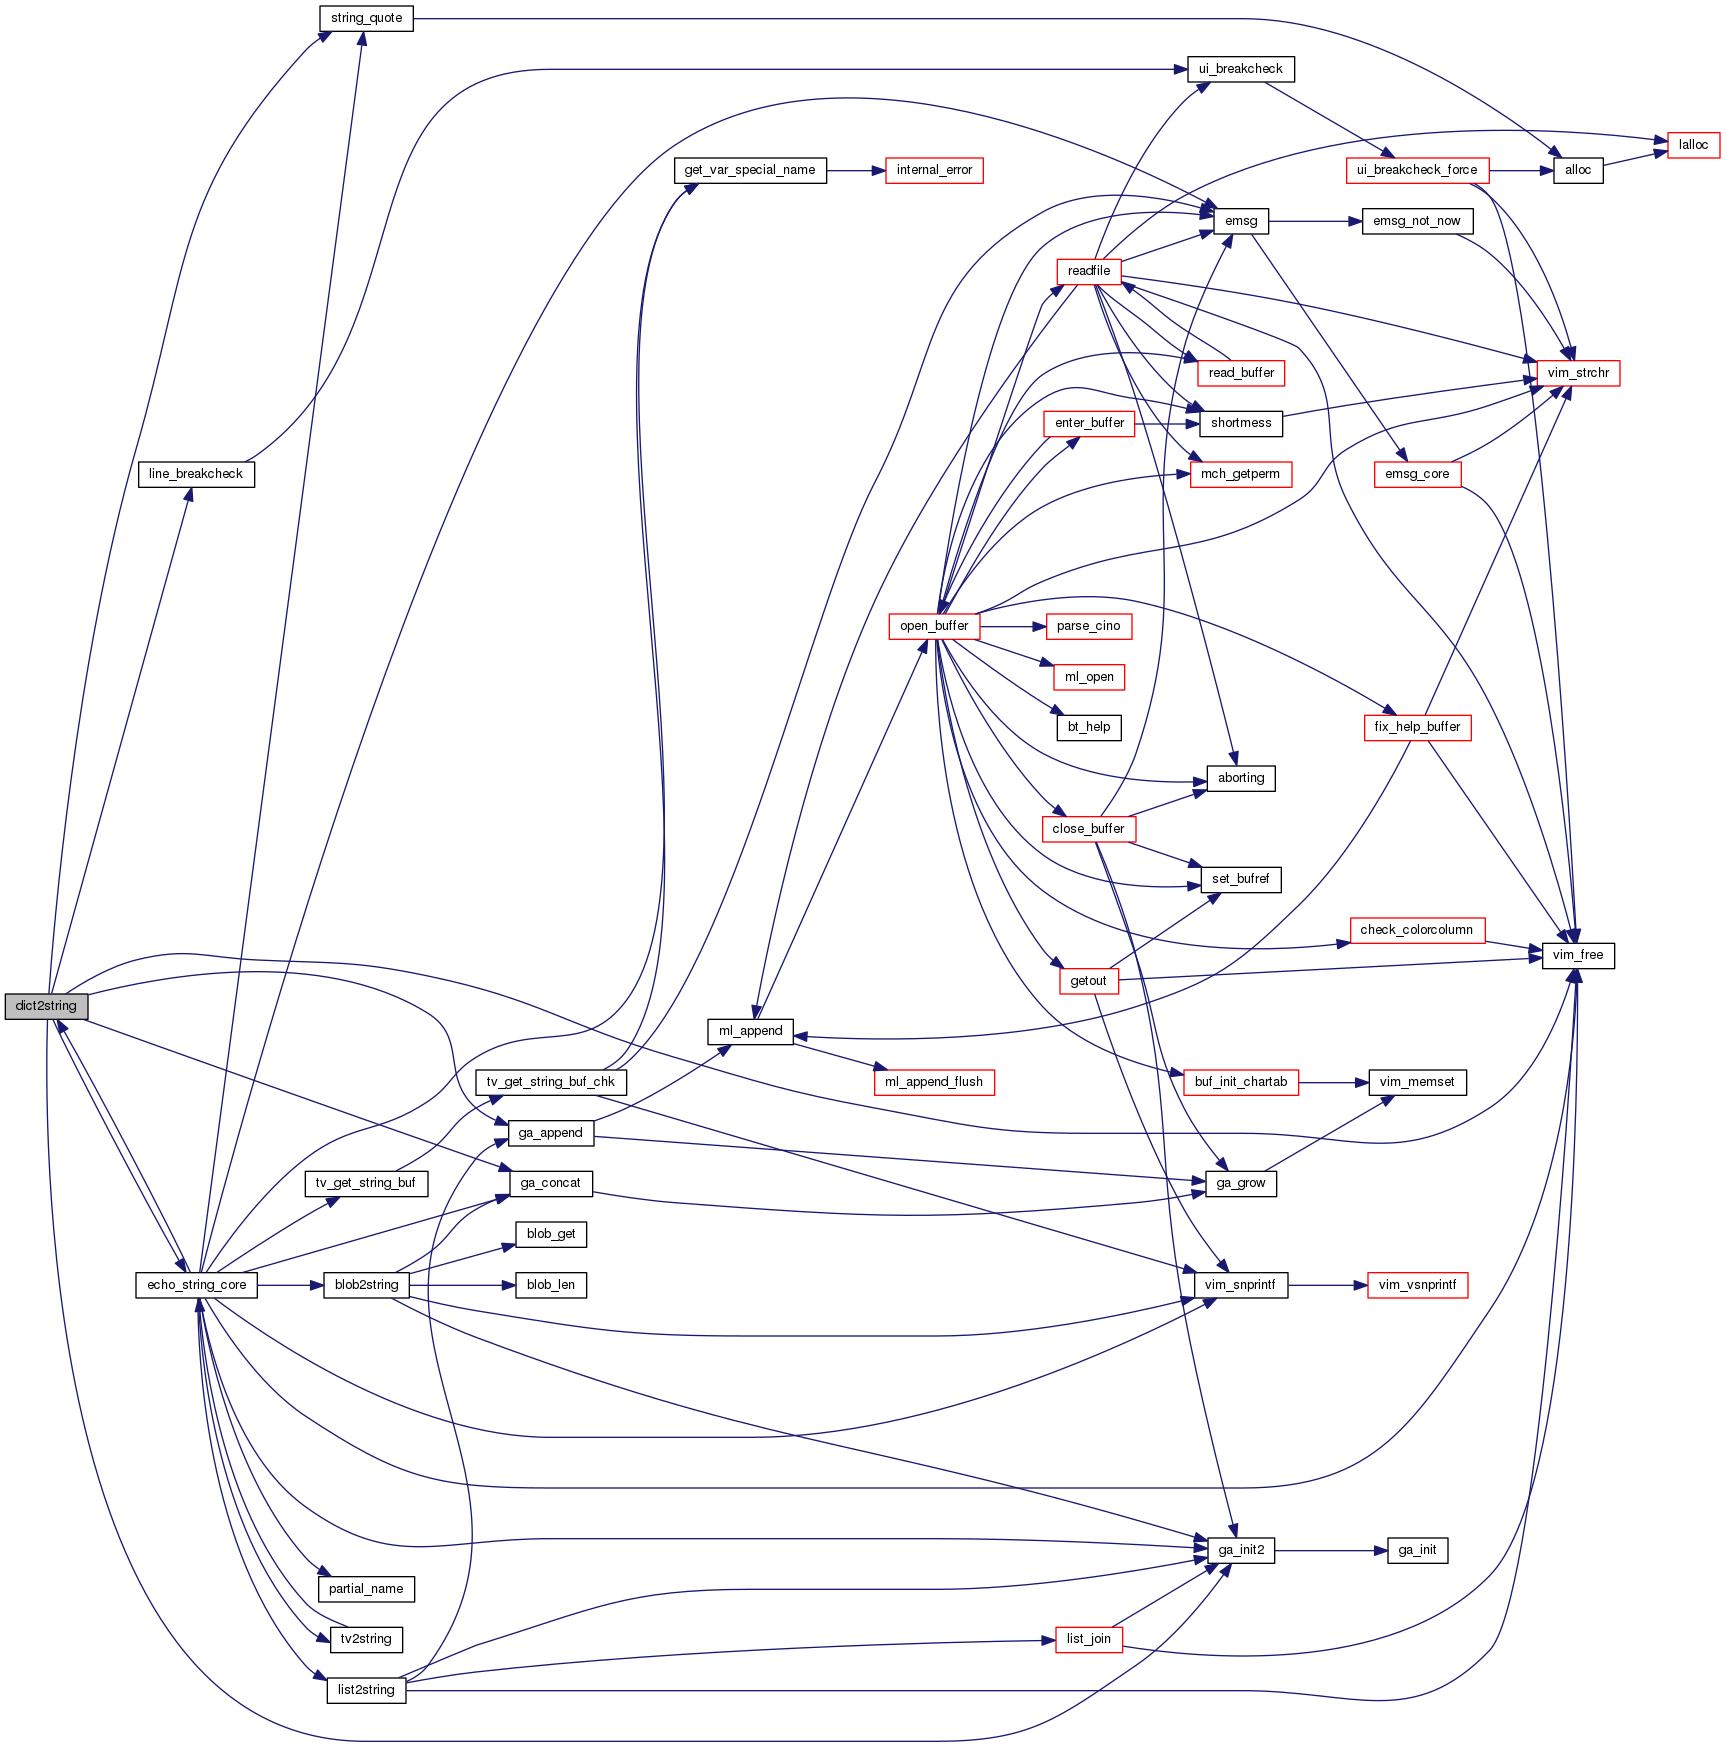 string_quote
ui_breakcheck
lalloc
get_var_special_name
internal_error
ui_breakcheck_force
alloc
emsg
emsg_not_now
readfile
read_buffer
vim_strchr
enter_buffer
shortmess
line_breakcheck
mch_getperm
emsg_core
open_buffer
parse_cino
ml_open
bt_help
fix_help_buffer
aborting
close_buffer
set_bufref
check_colorcolumn
vim_free
getout
dict2string
ml_append
tv_get_string_buf_chk
ml_append_flush
buf_init_chartab
vim_memset
ga_append
tv_get_string_buf
ga_concat
ga_grow
blob_get
echo_string_core
blob2string
blob_len
vim_snprintf
vim_vsnprintf
ga_init2
ga_init
partial_name
tv2string
list_join
list2string